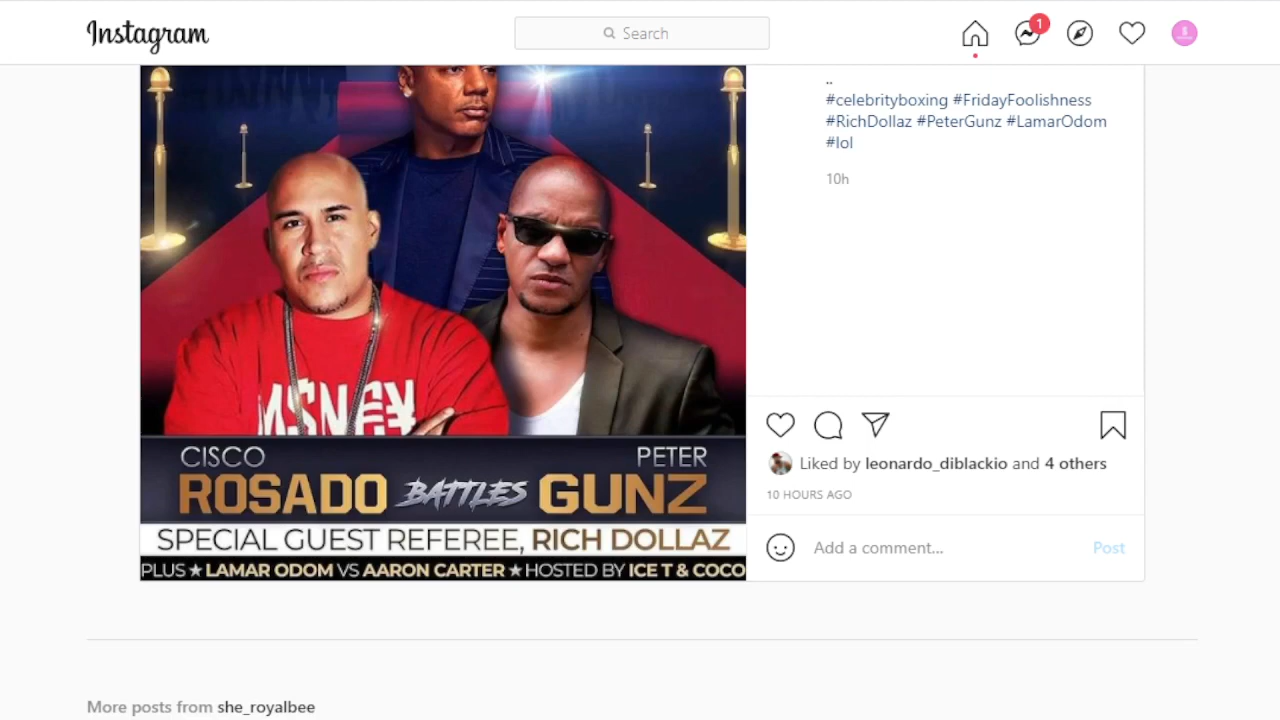 Instagram
Search
1
..
#celebrityboxing #FridayFoolishness
#RichDollaz #PeterGunz #LamarOdom
#lol
10h
M$N€¥
CISCO
ROSADO
BATTLES
PETER
GUNZ
SPECIAL GUEST REFEREE, RICH DOLLAZ
PLUS ★ LAMAR ODOM VS AARON CARTER ★ HOSTED BY ICE T & COCO
Liked by leonardo_diblackio and 4 others
10 HOURS AGO
Add a comment...
Post
More posts from she_royalbee